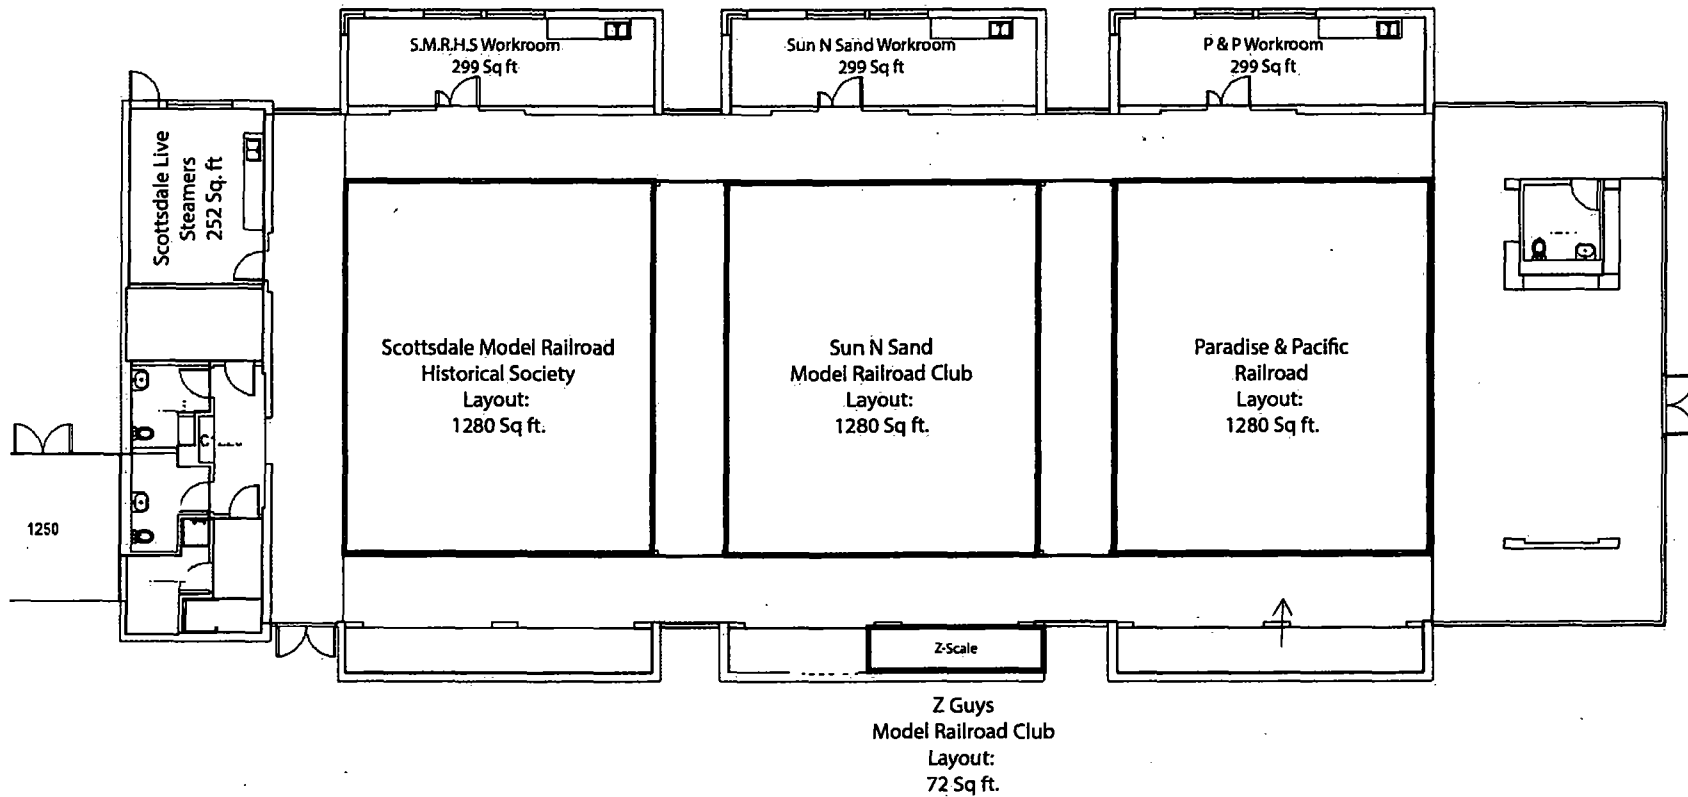 S.M.R.H.S Workroom
299 Sq ft
Sun N Sand Workroom
299 Sq ft
P & P Workroom
299 Sq ft
Scottsdale Live
Steamers
252 Sq. ft
Scottsdale Model Railroad
Historical Society
Layout:
1280 Sq ft.
Sun N Sand
Model Railroad Club
Layout:
1280 Sq ft.
Paradise & Pacific
Railroad
Layout:
1280 Sq ft.
1250
Z-Scale
Z Guys
Model Railroad Club
Layout:
72 Sq ft.